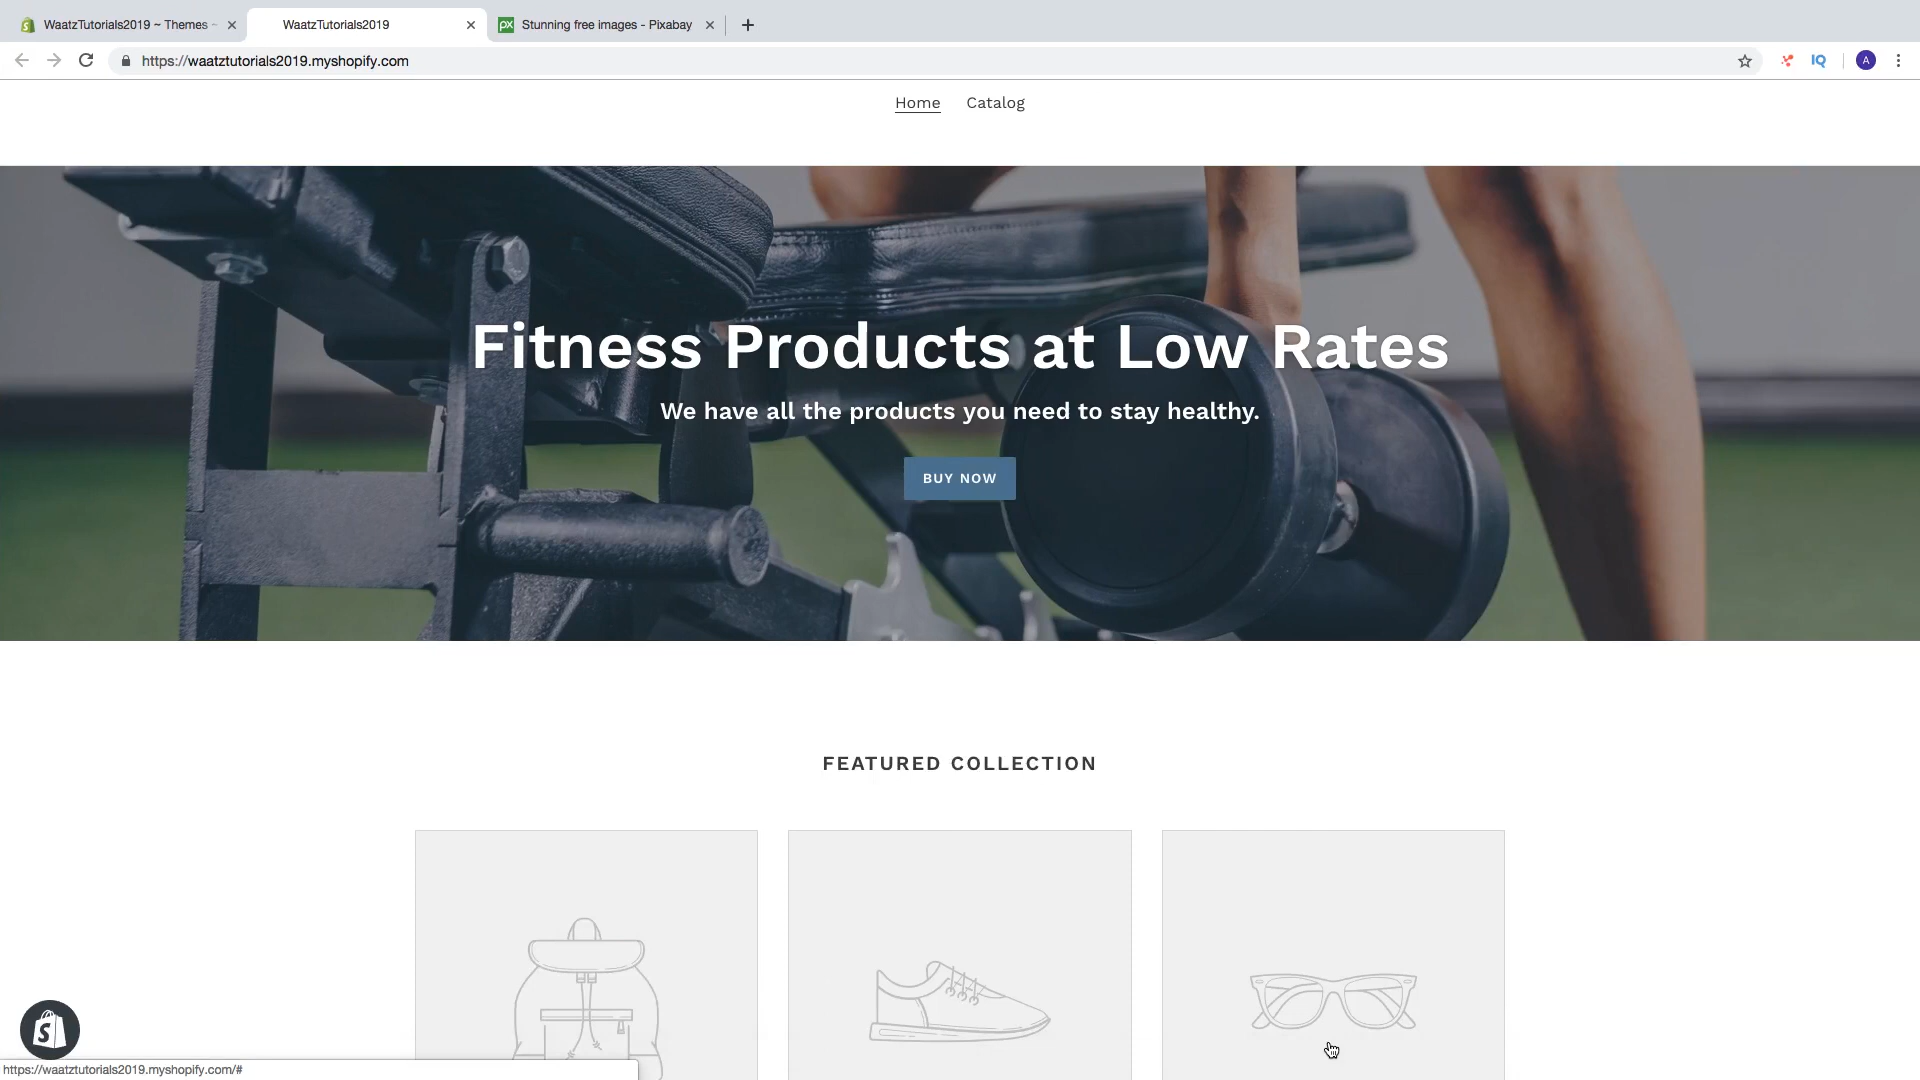 WaatzTutorials2019 ~ Themes ~
WaatzTutorials2019
Stunning free images - Pixabay
https://waatztutorials2019.myshopify.com
IQ
A
Home
Catalog
Fitness Products at Low Rates
We have all the products you need to stay healthy.
BUY NOW
FEATURED COLLECTION
https://waatztutorials2019.myshopify.com/#